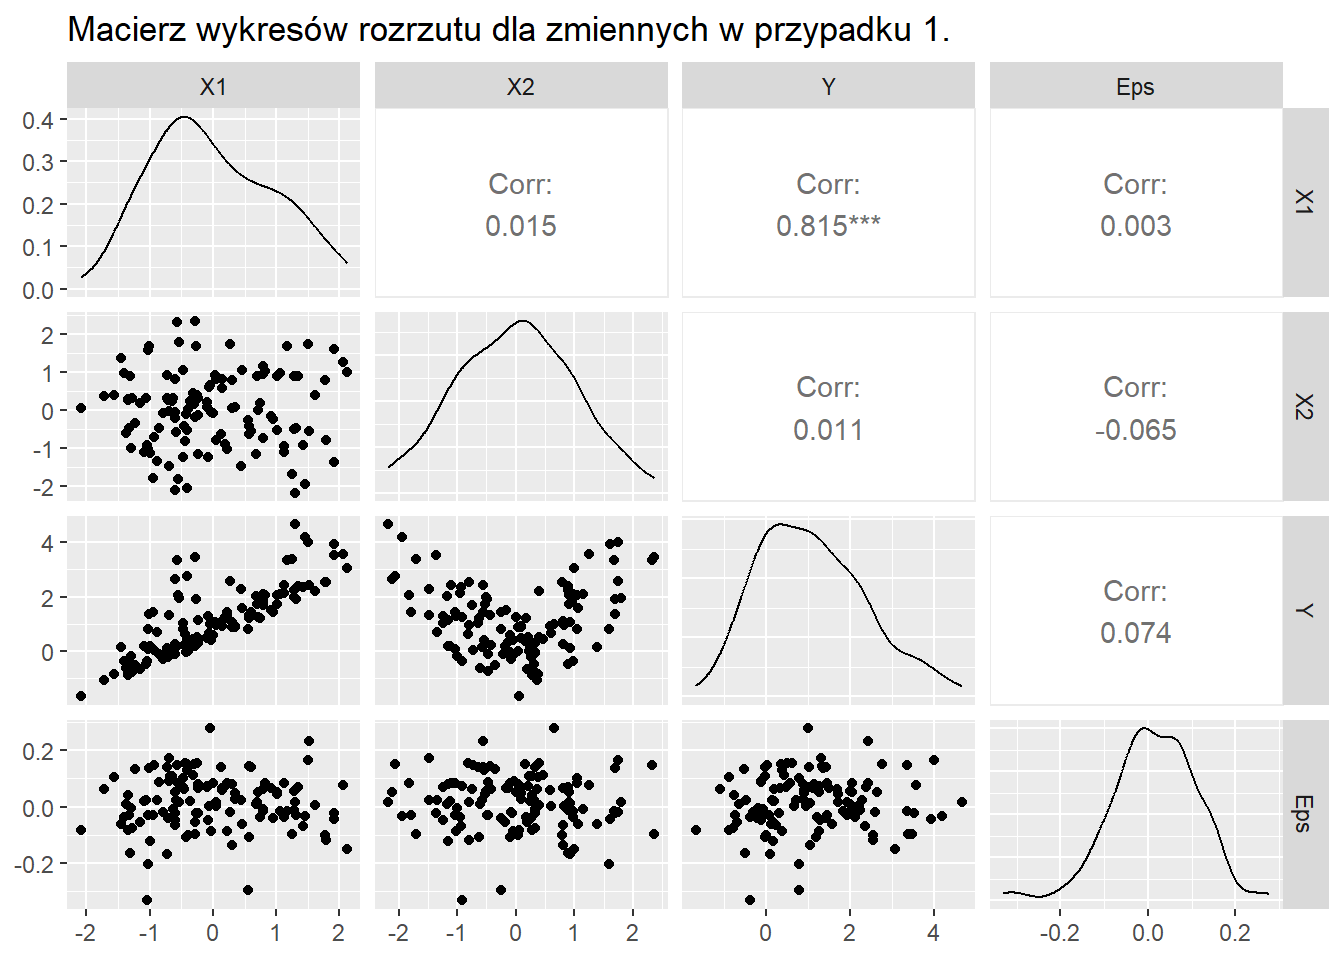 Macierz wykresów rozrzutu dla zmiennych w przypadku 1.
X1 X2 Y Eps
0.4
0.3
0.2
0.1
0.0
Corr:
0.015
Corr:
0.815***
Corr:
0.003
X1
2
1
0
-1
-2
Corr:
0.011
Corr:
-0.065
X2
4
2
0
Corr:
0.074
Y
0.2
0.0
-0.2
Eps
-2 -1 0 1 2 -2 -1 0 1 2 0 2 4 -0.2 0.0 0.2